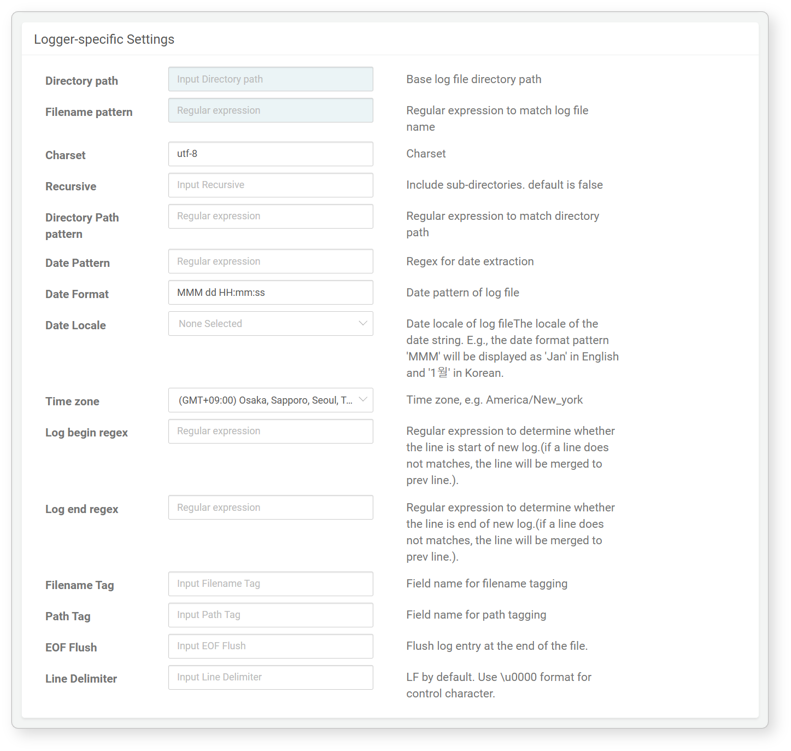 Logger-specific Settings
Directory path
Input Directory path
Base log file directory path
Filename pattern
Regular expression
Regular expression to match log file
name
Charset
utf-8
Charset
Recursive
Input Recursive
Include sub-directories. default is false
Directory Path
pattern
Regular expression
Regular expression to match directory
path
Date Pattern
Regular expression
Regex for date extraction
Date Format
MMM dd HH:mm:ss
Date pattern of log file
Date Locale
None Selected
Date locale of log fileThe locale of the
date string. E.g., the date format pattern
'MMM' will be displayed as 'Jan' in English
and '1월' in Korean.
Time zone
(GMT+09:00) Osaka, Sapporo, Seoul, T...
Time zone, e.g. America/New_york
Log begin regex
Regular expression
Regular expression to determine whether
the line is start of new log.(if a line does
not matches, the line will be merged to
prev line.).
Log end regex
Regular expression
Regular expression to determine whether
the line is end of new log.(if a line does
not matches, the line will be merged to
prev line.).
Filename Tag
Input Filename Tag
Field name for filename tagging
Path Tag
Input Path Tag
Field name for path tagging
EOF Flush
Input EOF Flush
Flush log entry at the end of the file.
Line Delimiter
Input Line Delimiter
LF by default. Use \u0000 format for
control character.